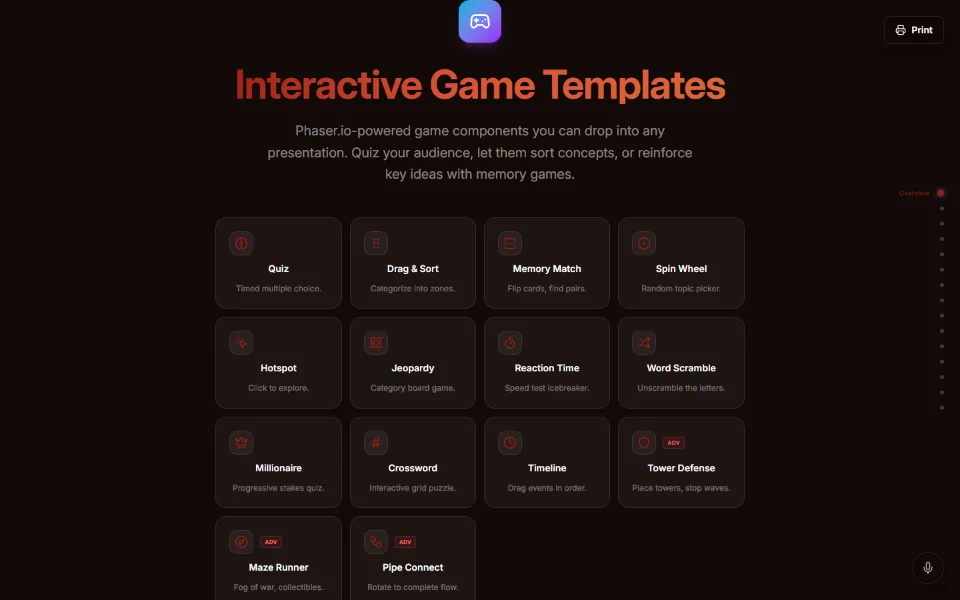 Print
Interactive Game Templates
Phaser.io-powered game components you can drop into any
presentation. Quiz your audience, let them sort concepts, or reinforce
key ideas with memory games.
Overview
Quiz
Timed multiple choice.
Drag & Sort
Categorize into zones.
Memory Match
Flip cards, find pairs.
Spin Wheel
Random topic picker.
Hotspot
Click to explore.
Jeopardy
Category board game.
Reaction Time
Speed test icebreaker.
Word Scramble
Unscramble the letters.
Millionaire
Progressive stakes quiz.
Crossword
Interactive grid puzzle.
Timeline
Drag events in order.
ADV
Tower Defense
Place towers, stop waves.
ADV
Maze Runner
Fog of war, collectibles.
ADV
Pipe Connect
Rotate to complete flow.